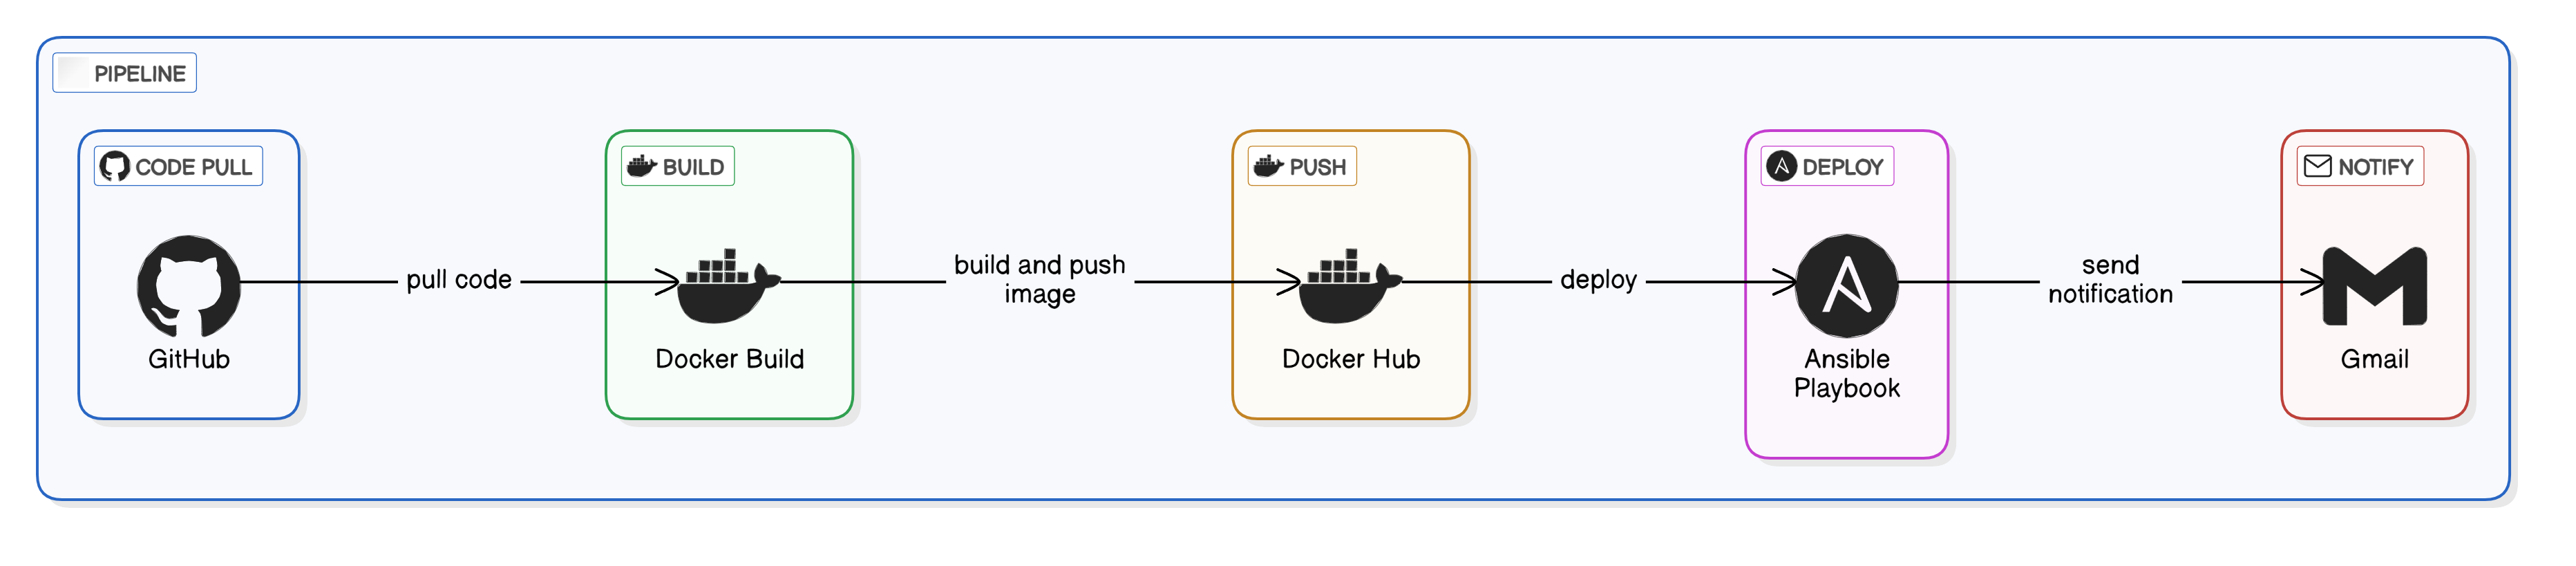 PIPELINE
CODE PULL
BUILD
PUSH
DEPLOY
NOTIFY
pull code
build and push
image
deploy
send
notification
GitHub
Docker Build
Docker Hub
Ansible
Playbook
Gmail